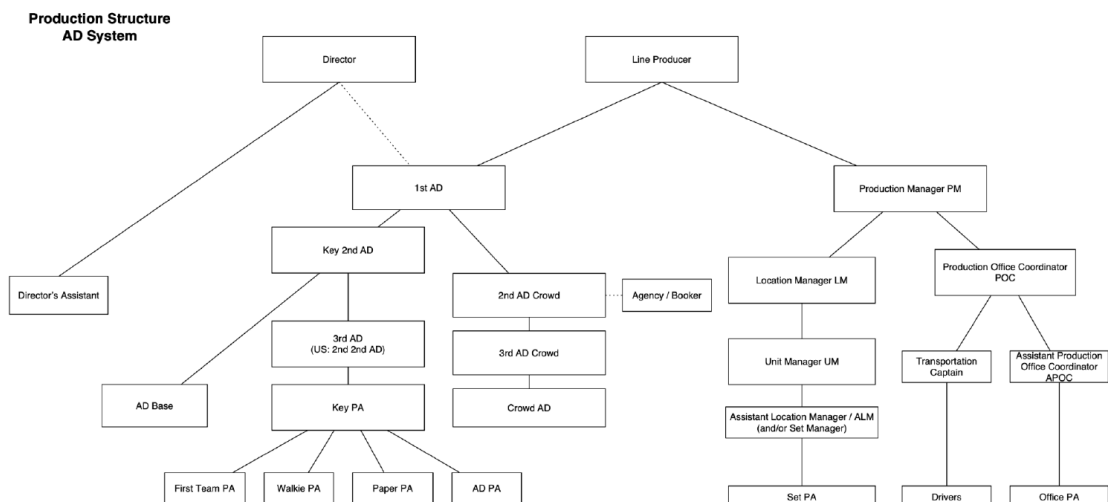 Production Structure
AD System
Director
Line Producer
1st AD
Production Manager PM
Key 2nd AD
Production Office Coordinator
POC
Location Manager LM
Director's Assistant
2nd AD Crowd
Agency / Booker
3rd AD
(US: 2nd 2nd AD)
3rd AD Crowd
Unit Manager UM
Transportation
Captain
Assistant Production
Office Coordinator
APOC
AD Base
Key PA
Crowd AD
Assistant Location Manager / ALM
(and/or Set Manager)
First Team PA
Walkie PA
Paper PA
AD PA
Set PA
Drivers
Office PA